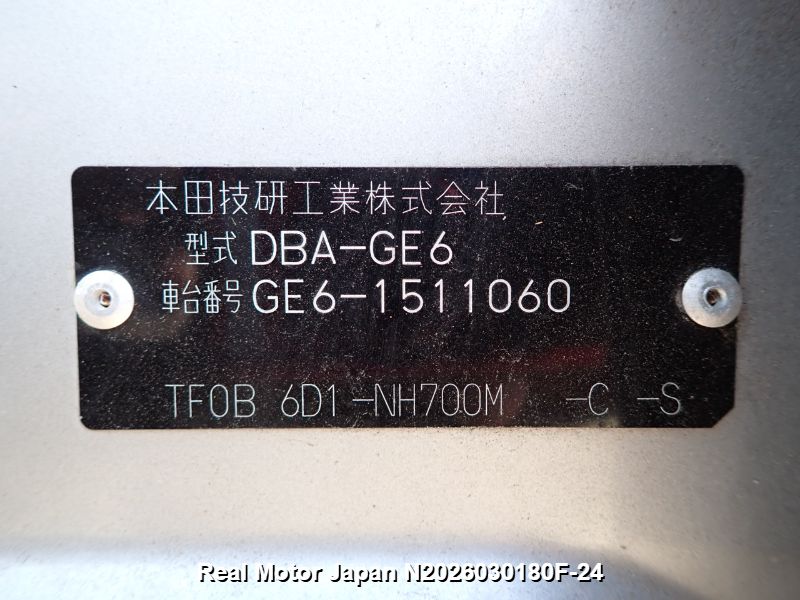 本田技研工業株式会社
型式 DBA-GE6
車台番号 GE6-1511060
TF0B 6D1-NH700M -C -S
Real Motor Japan N2026030180F-24